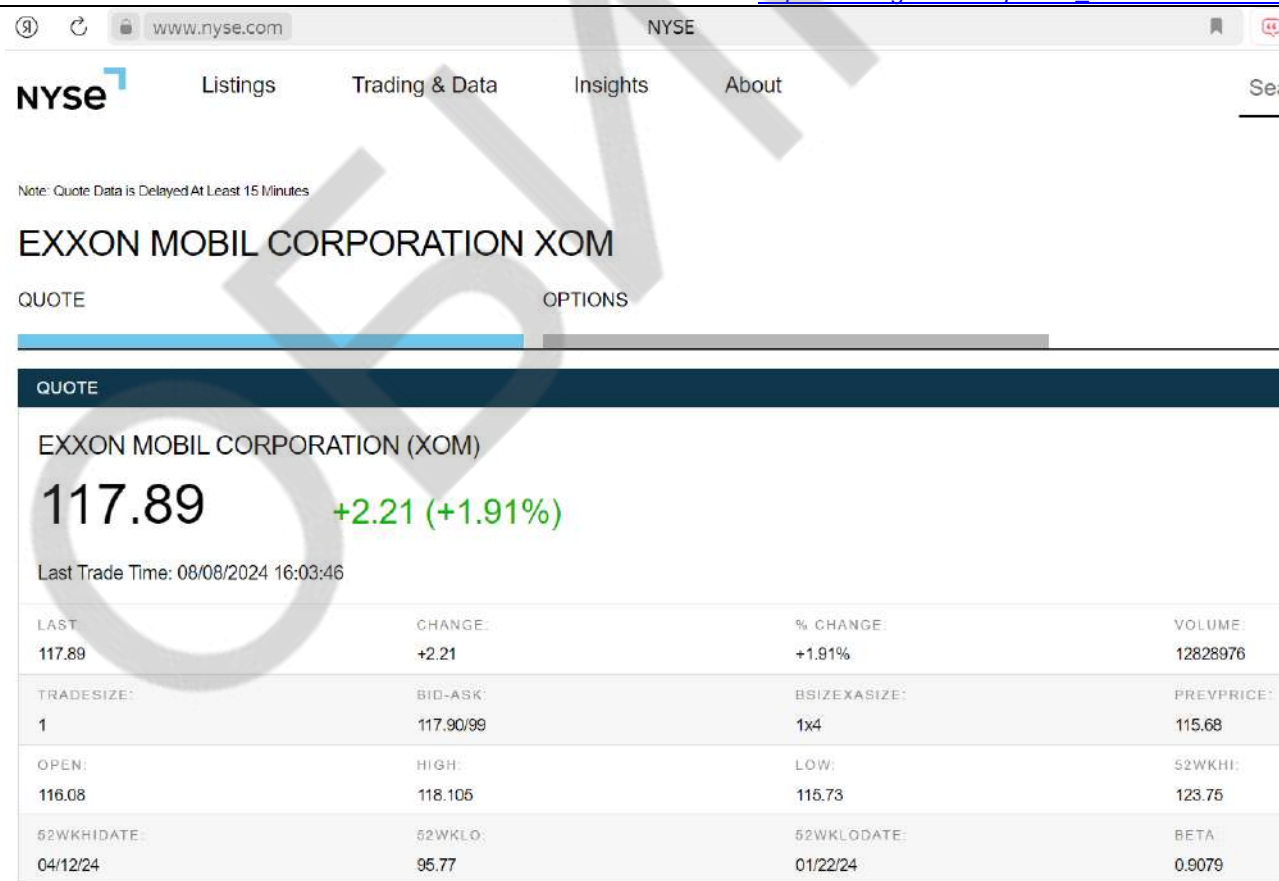 www.nyse.com NYSE
NYSE Listings Trading & Data Insights About Sea
Note: Quote Data is Delayed At Least 15 Minutes
EXXON MOBIL CORPORATION XOM
QUOTE OPTIONS
QUOTE
EXXON MOBIL CORPORATION (XOM)
117.89 +2.21 (+1.91%)
Last Trade Time: 08/08/2024 16:03:46
LAST: CHANGE: % CHANGE: VOLUME:
117.89 +2.21 +1.91% 12828976
TRADESIZE: BID-ASK: BSIZEXASIZE: PREVPRICE:
1 117.90/99 1x4 115.68
OPEN: HIGH: LOW: 52WKHI:
116.08 118.105 115.73 123.75
52WKHIDATE: 52WKLO: 52WKLODATE: BETA:
04/12/24 95.77 01/22/24 0.9079